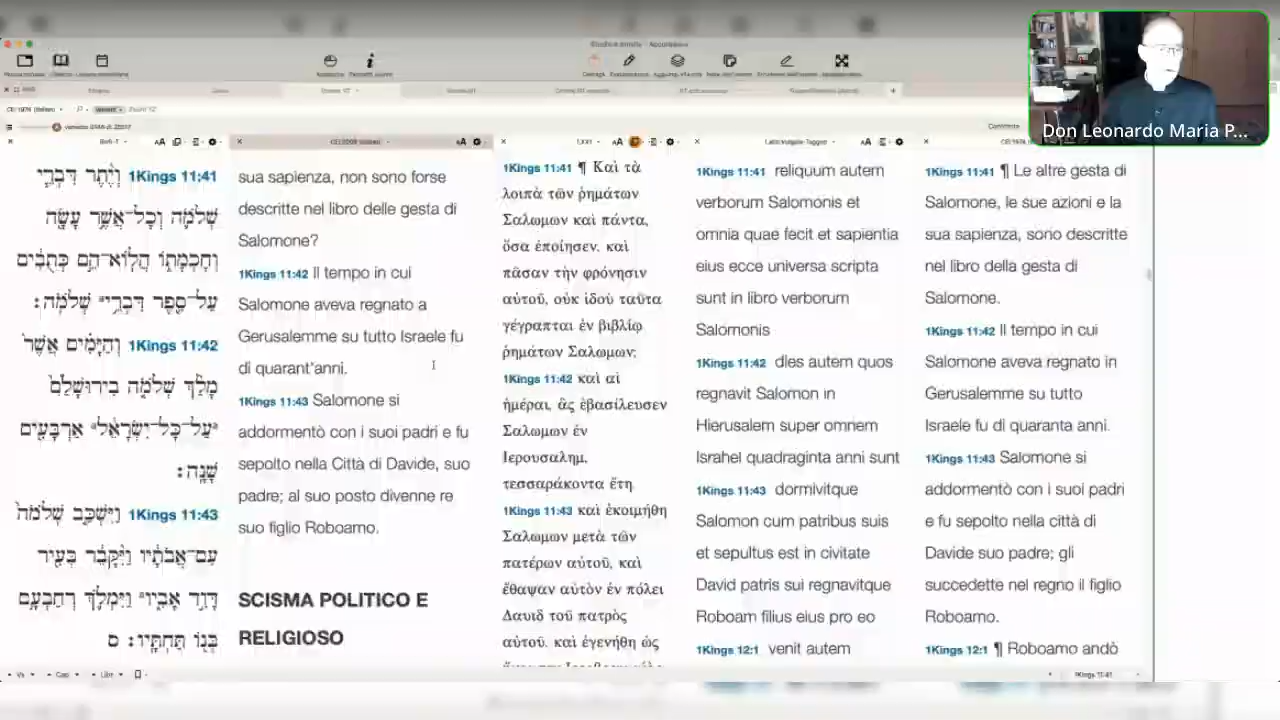 Don Leonardo Maria P...
1Kings 11:41 וְיֶ֨תֶר דִּבְרֵ֧י
שְׁלֹמֹ֛ה וְכָל־אֲשֶׁ֥ר עָשָׂ֖ה
וְחָכְמָת֑וֹ הֲלֽוֹא־הֵ֣ם כְּתֻבִ֔ים
עַל־סֵ֖פֶר דִּבְרֵ֥י שְׁלֹמֹֽה׃
1Kings 11:42 וְהַיָּמִ֗ים אֲשֶׁר֩
מָלַ֨ךְ שְׁלֹמֹ֤ה בִירוּשָׁלִַ֙ם֙
עַל־כָּל־יִשְׂרָאֵ֔ל אַרְבָּעִ֖ים
שָׁנָֽה׃
1Kings 11:43 וַיִּשְׁכַּ֤ב שְׁלֹמֹה֙
עִם־אֲבֹתָ֔יו וַיִּ֨קָּבֵ֔ר בְּעִ֖יר
דָּוִ֣ד אָבִ֑יו וַיִּמְלֹ֛ךְ רְחַבְעָ֥ם
בְּנ֖וֹ תַּחְתָּֽיו׃ ס
sua sapienza, non sono forse
descritte nel libro delle gesta di
Salomone?
1Kings 11:42 Il tempo in cui
Salomone aveva regnato a
Gerusalemme su tutto Israele fu
di quarant'anni.
1Kings 11:43 Salomone si
addormentò con i suoi padri e fu
sepolto nella Città di Davide, suo
padre; al suo posto divenne re
suo figlio Roboamo.
SCISMA POLITICO E
RELIGIOSO
1Kings 11:41 ¶ Καὶ τὰ
λοιπὰ τῶν ῥημάτων
Σαλωμων καὶ πάντα,
ὅσα ἐποίησεν, καὶ
πᾶσαν τὴν φρόνησιν
αὐτοῦ, οὐκ ἰδοὺ ταῦτα
γέγραπται ἐν βιβλίῳ
ῥημάτων Σαλωμων;
1Kings 11:42 καὶ αἱ
ἡμέραι, ἃς ἐβασίλευσεν
Σαλωμων ἐν
Ιερουσαλημ,
τεσσαράκοντα ἔτη
1Kings 11:43 καὶ ἐκοιμήθη
Σαλωμων μετὰ τῶν
πατέρων αὐτοῦ, καὶ
ἔθαψαν αὐτὸν ἐν πόλει
Δαυιδ τοῦ πατρὸς
αὐτοῦ. καὶ ἐγενήθη ὡς
1Kings 11:41 reliquum autem
verborum Salomonis et
omnia quae fecit et sapientia
eius ecce universa scripta
sunt in libro verborum
Salomonis
1Kings 11:42 dles autem quos
regnavit Salomon in
Hierusalem super omnem
Israhel quadraginta anni sunt
1Kings 11:43 dormivitque
Salomon cum patribus suis
et sepultus est in civitate
David patris sui regnavitque
Roboam filius eius pro eo
1Kings 12:1 venit autem
1Kings 11:41 ¶ Le altre gesta di
Salomone, le sue azioni e la
sua sapienza, sono descritte
nel libro della gesta di
Salomone.
1Kings 11:42 Il tempo in cui
Salomone aveva regnato in
Gerusalemme su tutto
Israele fu di quaranta anni.
1Kings 11:43 Salomone si
addormentò con i suoi padri
e fu sepolto nella città di
Davide suo padre; gli
succedette nel regno il figlio
Roboamo.
1Kings 12:1 ¶ Roboamo andò
1Kings 11:41